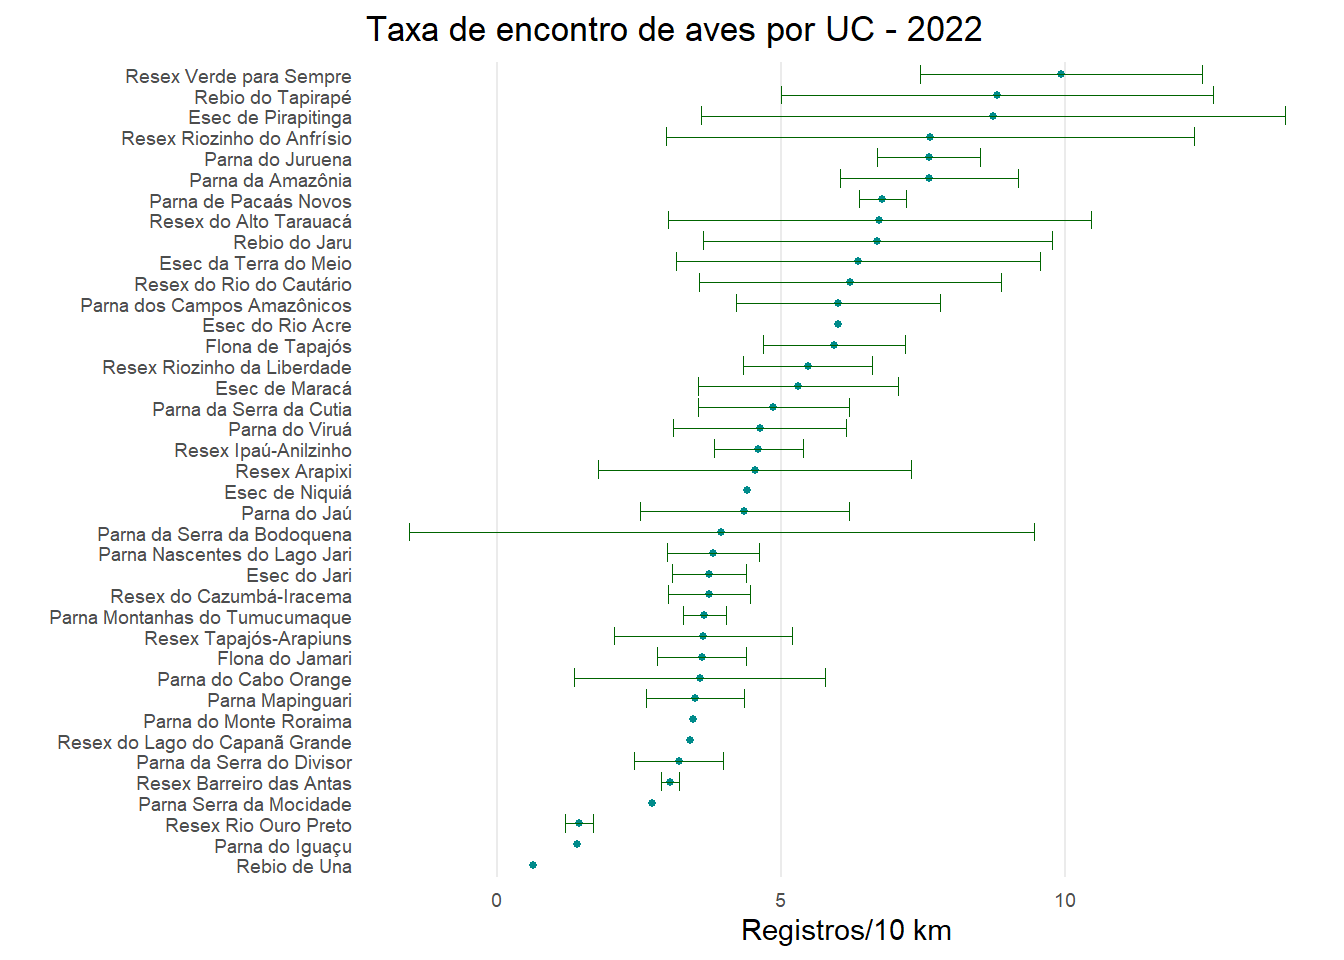 Taxa de encontro de aves por UC - 2022
Resex Verde para Sempre
Rebio do Tapirapé
Esec de Pirapitinga
Resex Riozinho do Anfrísio
Parna do Juruena
Parna da Amazônia
Parna de Pacaás Novos
Resex do Alto Tarauacá
Rebio do Jaru
Esec da Terra do Meio
Resex do Rio do Cautário
Parna dos Campos Amazônicos
Esec do Rio Acre
Flona de Tapajós
Resex Riozinho da Liberdade
Esec de Maracá
Parna da Serra da Cutia
Parna do Viruá
Resex Ipaú-Anilzinho
Resex Arapixi
Esec de Niquiá
Parna do Jaú
Parna da Serra da Bodoquena
Parna Nascentes do Lago Jari
Esec do Jari
Resex do Cazumbá-Iracema
Parna Montanhas do Tumucumaque
Resex Tapajós-Arapiuns
Flona do Jamari
Parna do Cabo Orange
Parna Mapinguari
Parna do Monte Roraima
Resex do Lago do Capanã Grande
Parna da Serra do Divisor
Resex Barreiro das Antas
Parna Serra da Mocidade
Resex Rio Ouro Preto
Parna do Iguaçu
Rebio de Una
0 5 10
Registros/10 km